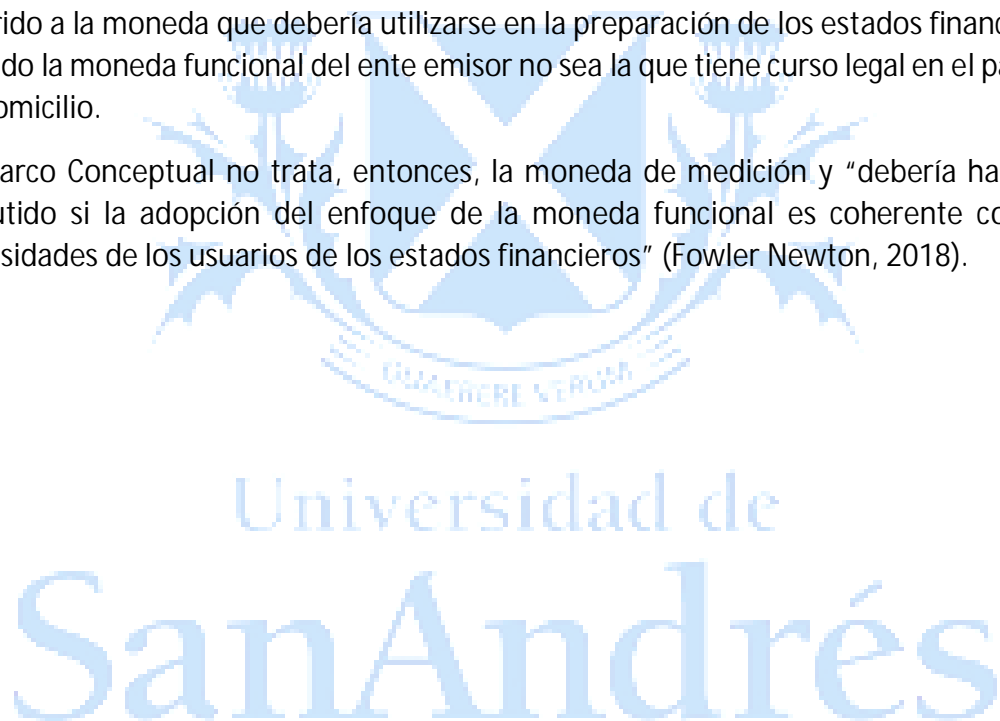 rido a la moneda que debería utilizarse en la preparación de los estados financ
do la moneda funcional del ente emisor no sea la que tiene curso legal en el pa
omicilio.
arco Conceptual no trata, entonces, la moneda de medición y “debería ha
utido si la adopción del enfoque de la moneda funcional es coherente co
sidades de los usuarios de los estados financieros” (Fowler Newton, 2018).
QUAERERE VERUM
Universidad de
SanAndrés